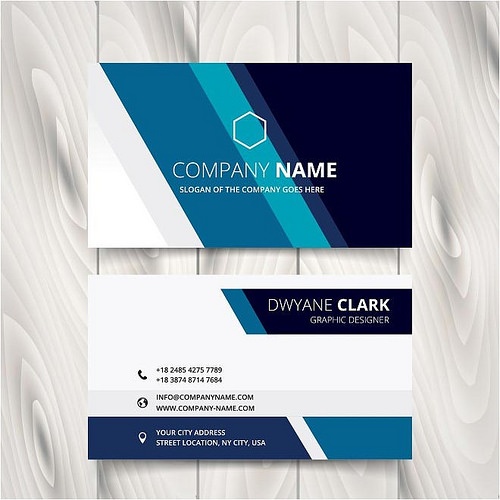 COMPANY NAME
SLOGAN OF THE COMPANY GOES HERE
DWYANE CLARK
GRAPHIC DESIGNER
+18 2485 4275 7789
+18 3874 8714 7684
INFO@COMPANYNAME.COM
WWW.COMPANY-NAME.COM
YOUR CITY ADDRESS
STREET LOCATION, NY CITY, USA